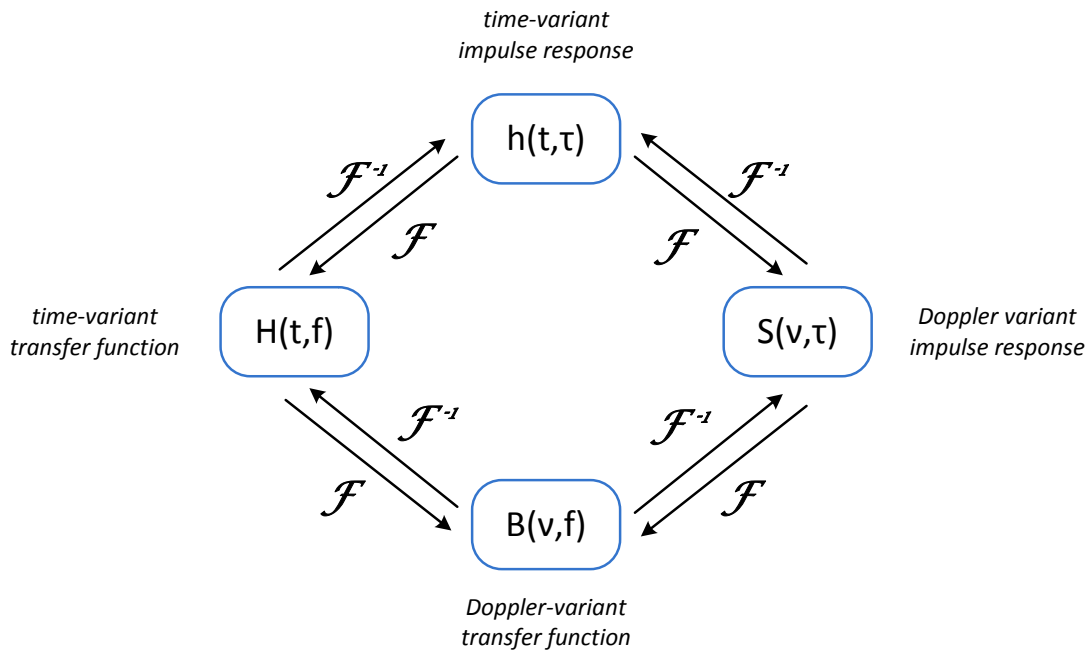 time-variant
impulse response
h(t,τ)
ℱ⁻¹
ℱ⁻¹
ℱ
ℱ
time-variant
transfer function
H(t,f)
S(ν,τ)
Doppler variant
impulse response
ℱ⁻¹
ℱ⁻¹
ℱ
ℱ
B(ν,f)
Doppler-variant
transfer function